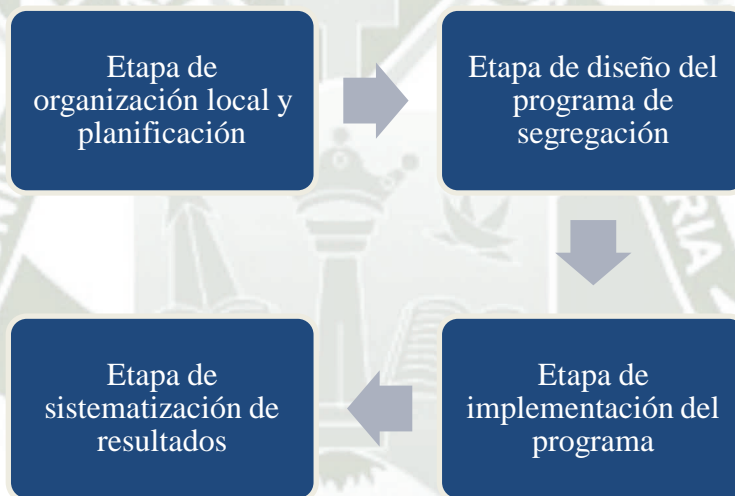 Etapa de
organización local y
planificación
Etapa de diseño del
programa de
segregación
Etapa de
implementación del
programa
Etapa de
sistematización de
resultados